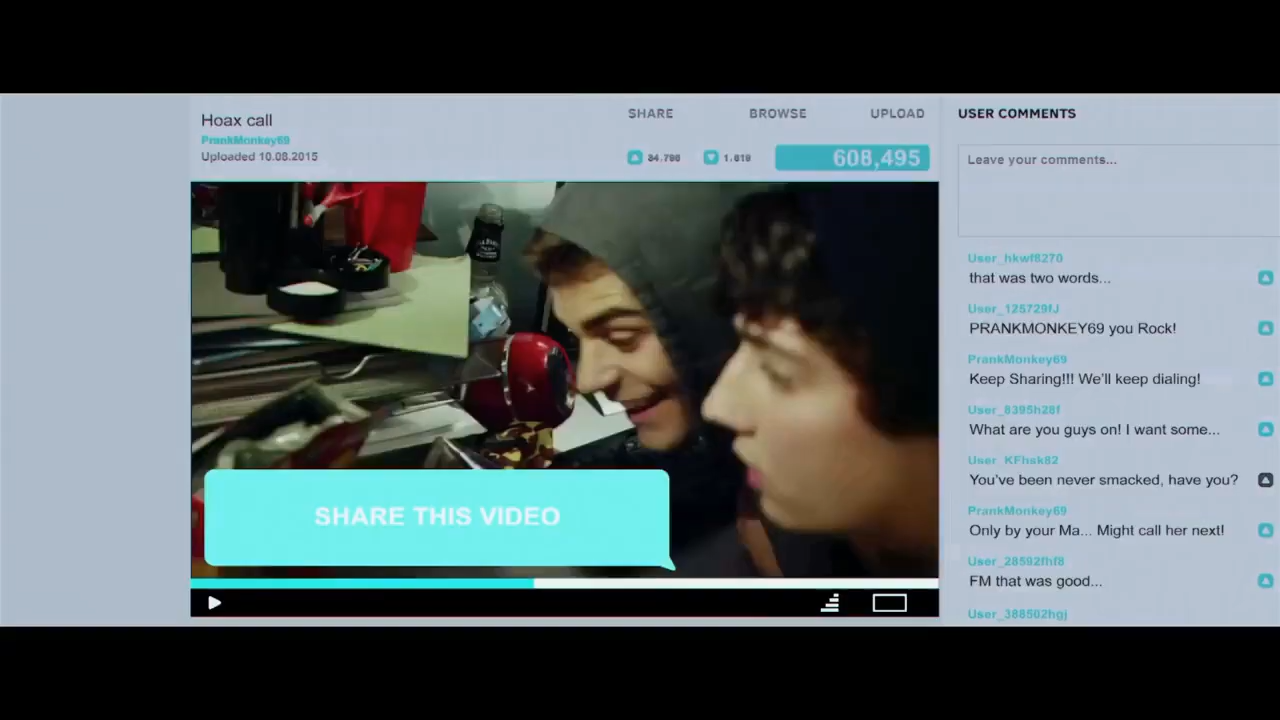 Hoax call
PrankMonkey69
Uploaded 10.08.2015
SHARE BROWSE UPLOAD
1,619
608,495
SHARE THIS VIDEO
USER COMMENTS
Leave your comments...
User_hkwf8270
that was two words...
User_125729fJ
PRANKMONKEY69 you Rock!
PrankMonkey69
Keep Sharing!!! We'll keep dialing!
User_8395h28f
What are you guys on! I want some...
User_KFhsk82
You've been never smacked, have you?
PrankMonkey69
Only by your Ma... Might call her next!
User_28592fhf8
FM that was good...
User_388502hgj